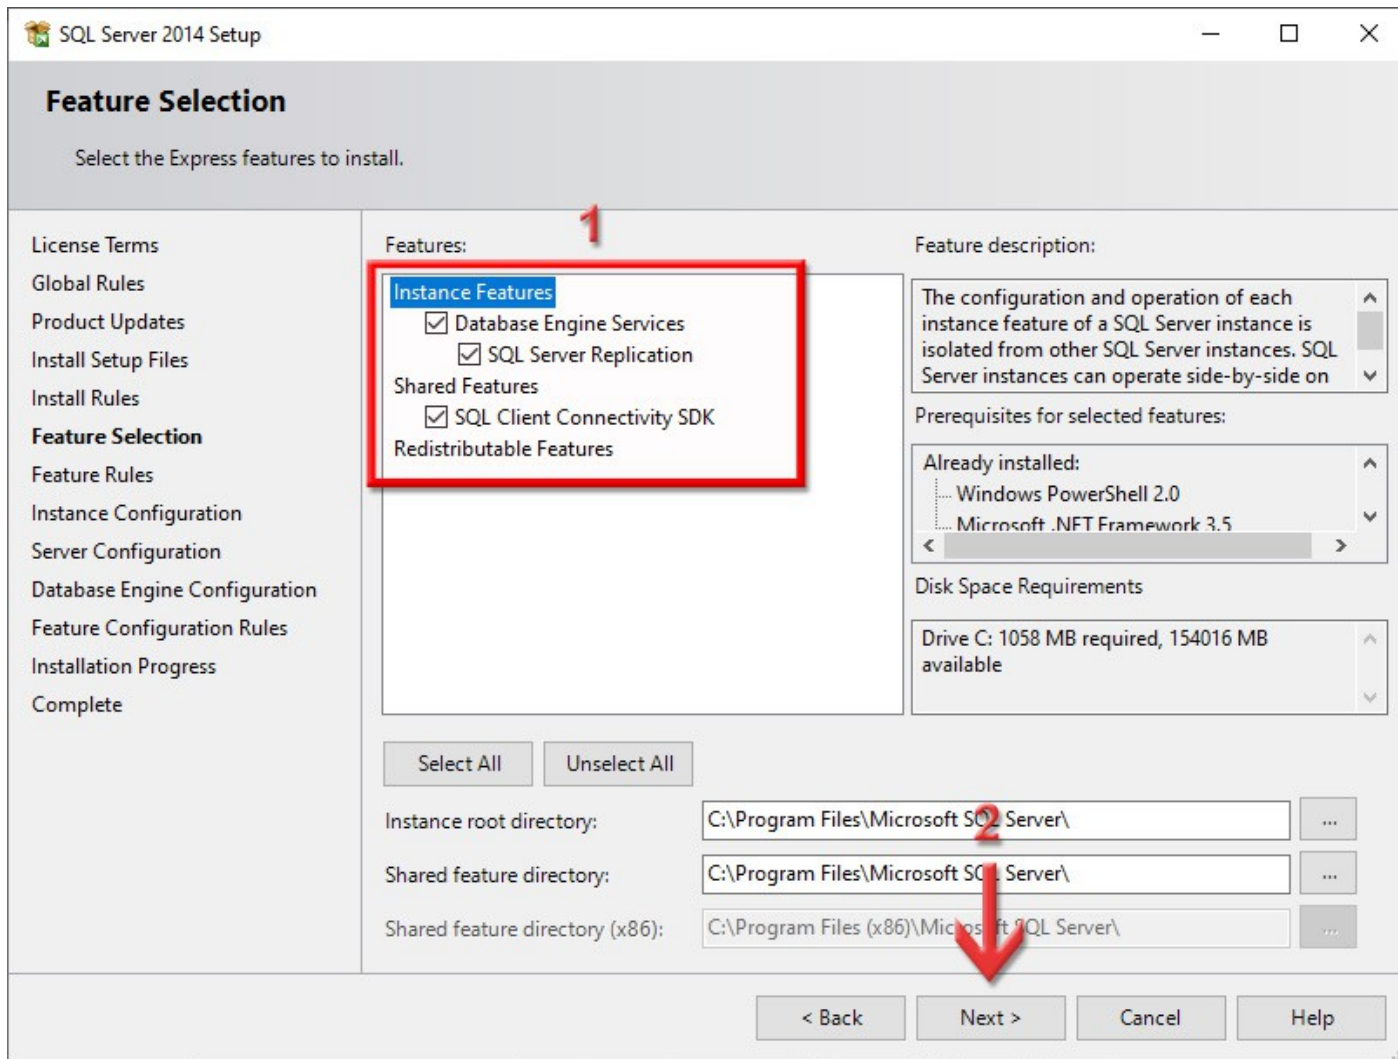 SQL Server 2014 Setup
Feature Selection
Select the Express features to install.
License Terms
Global Rules
Product Updates
Install Setup Files
Install Rules
Feature Selection
Feature Rules
Instance Configuration
Server Configuration
Database Engine Configuration
Feature Configuration Rules
Installation Progress
Complete
1
Features:
Instance Features
Database Engine Services
SQL Server Replication
Shared Features
SQL Client Connectivity SDK
Redistributable Features
Feature description:
The configuration and operation of each
instance feature of a SQL Server instance is
isolated from other SQL Server instances. SQL
Server instances can operate side-by-side on
Prerequisites for selected features:
Already installed:
Windows PowerShell 2.0
Microsoft .NET Framework 3.5
Disk Space Requirements
Drive C: 1058 MB required, 154016 MB
available
Select All
Unselect All
Instance root directory:
C:\Program Files\Microsoft SQL Server\
...
2
Shared feature directory:
C:\Program Files\Microsoft SQL Server\
...
Shared feature directory (x86):
C:\Program Files (x86)\Microsoft SQL Server\
...
< Back
Next >
Cancel
Help